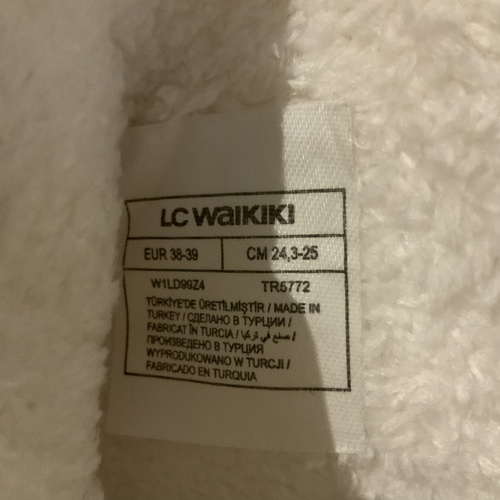 LC WAIKIKI
EUR 38-39 CM 24,3-25
W1LD99Z4 TR5772
TÜRKİYE'DE ÜRETİLMİŞTİR / MADE IN
TURKEY / СДЕЛАНО В ТУРЦИИ /
FABRICAT ÎN TURCIA / صنع في تركيا /
ПРОИЗВЕДЕНО В ТУРЦИЯ
WYPRODUKOWANO W TURCJI /
FABRICADO EN TURQUIA